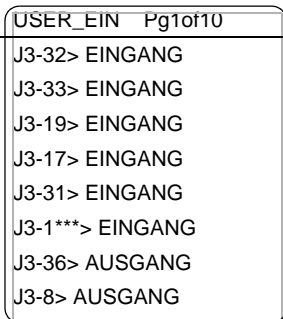 USER_EIN Pg1of10
J3-32> EINGANG
J3-33> EINGANG
J3-19> EINGANG
J3-17> EINGANG
J3-31> EINGANG
J3-1***> EINGANG
J3-36> AUSGANG
J3-8> AUSGANG